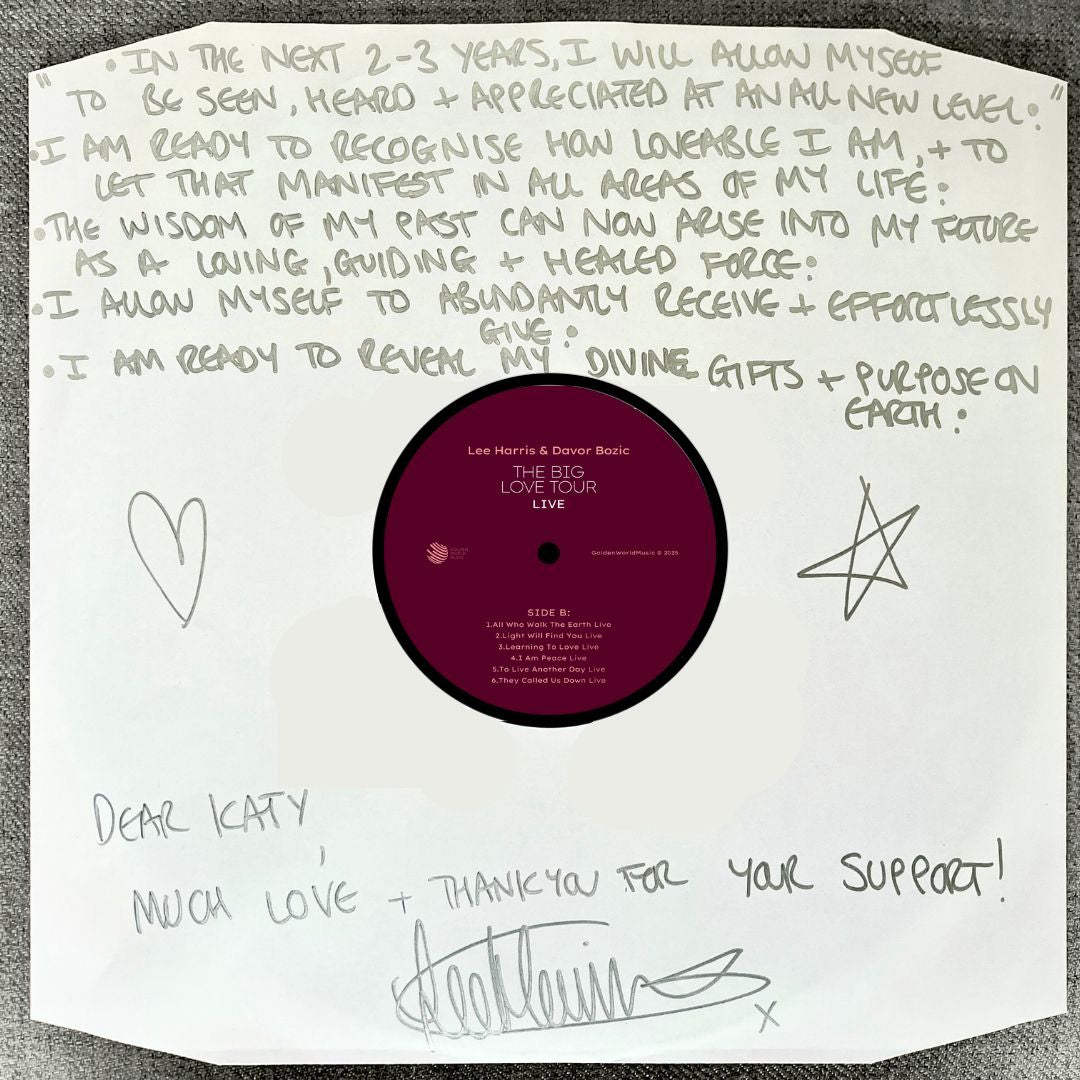 " • IN THE NEXT 2-3 YEARS, I WILL ALLOW MYSELF
TO BE SEEN, HEARD + APPRECIATED AT AN ALL NEW LEVEL: "
• I AM READY TO RECOGNISE HOW LOVEABLE I AM, + TO
LET THAT MANIFEST IN ALL AREAS OF MY LIFE:
• THE WISDOM OF MY PAST CAN NOW ARISE INTO MY FUTURE
AS A LOVING, GUIDING + HEALED FORCE:
• I ALLOW MYSELF TO ABUNDANTLY RECEIVE + EFFORTLESSLY
GIVE:
• I AM READY TO REVEAL MY DIVINE GIFTS + PURPOSE ON
EARTH:
Lee Harris & Davor Bozic
THE BIG
LOVE TOUR
LIVE
GOLDEN
WORLD
MUSIC
GoldenWorldMusic © 2025
SIDE B:
1.All Who Walk The Earth Live
2.Light Will Find You Live
3.Learning To Love Live
4.I Am Peace Live
5.To Live Another Day Live
6.They Called Us Down Live
DEAR KATY,
MUCH LOVE + THANKYOU FOR YOUR SUPPORT!
Lee Harris
X